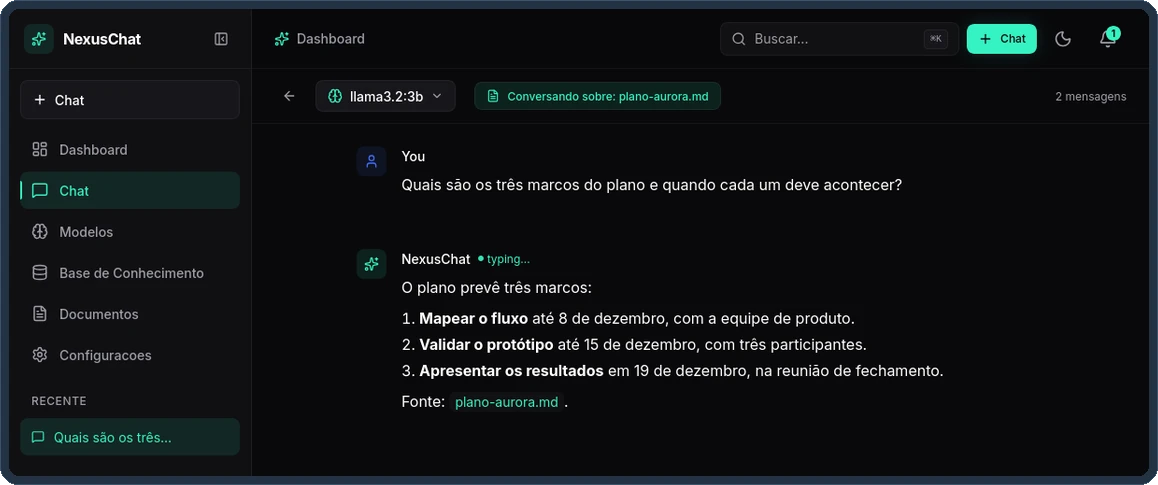 NexusChat
Dashboard
Buscar...
⌘K
+ Chat
1
+ Chat
Dashboard
Chat
Modelos
Base de Conhecimento
Documentos
Configuracoes
RECENTE
Quais são os três...
llama3.2:3b
Conversando sobre: plano-aurora.md
2 mensagens
You
Quais são os três marcos do plano e quando cada um deve acontecer?
NexusChat typing...
O plano prevê três marcos:
1. Mapear o fluxo até 8 de dezembro, com a equipe de produto.
2. Validar o protótipo até 15 de dezembro, com três participantes.
3. Apresentar os resultados em 19 de dezembro, na reunião de fechamento.
Fonte: plano-aurora.md .